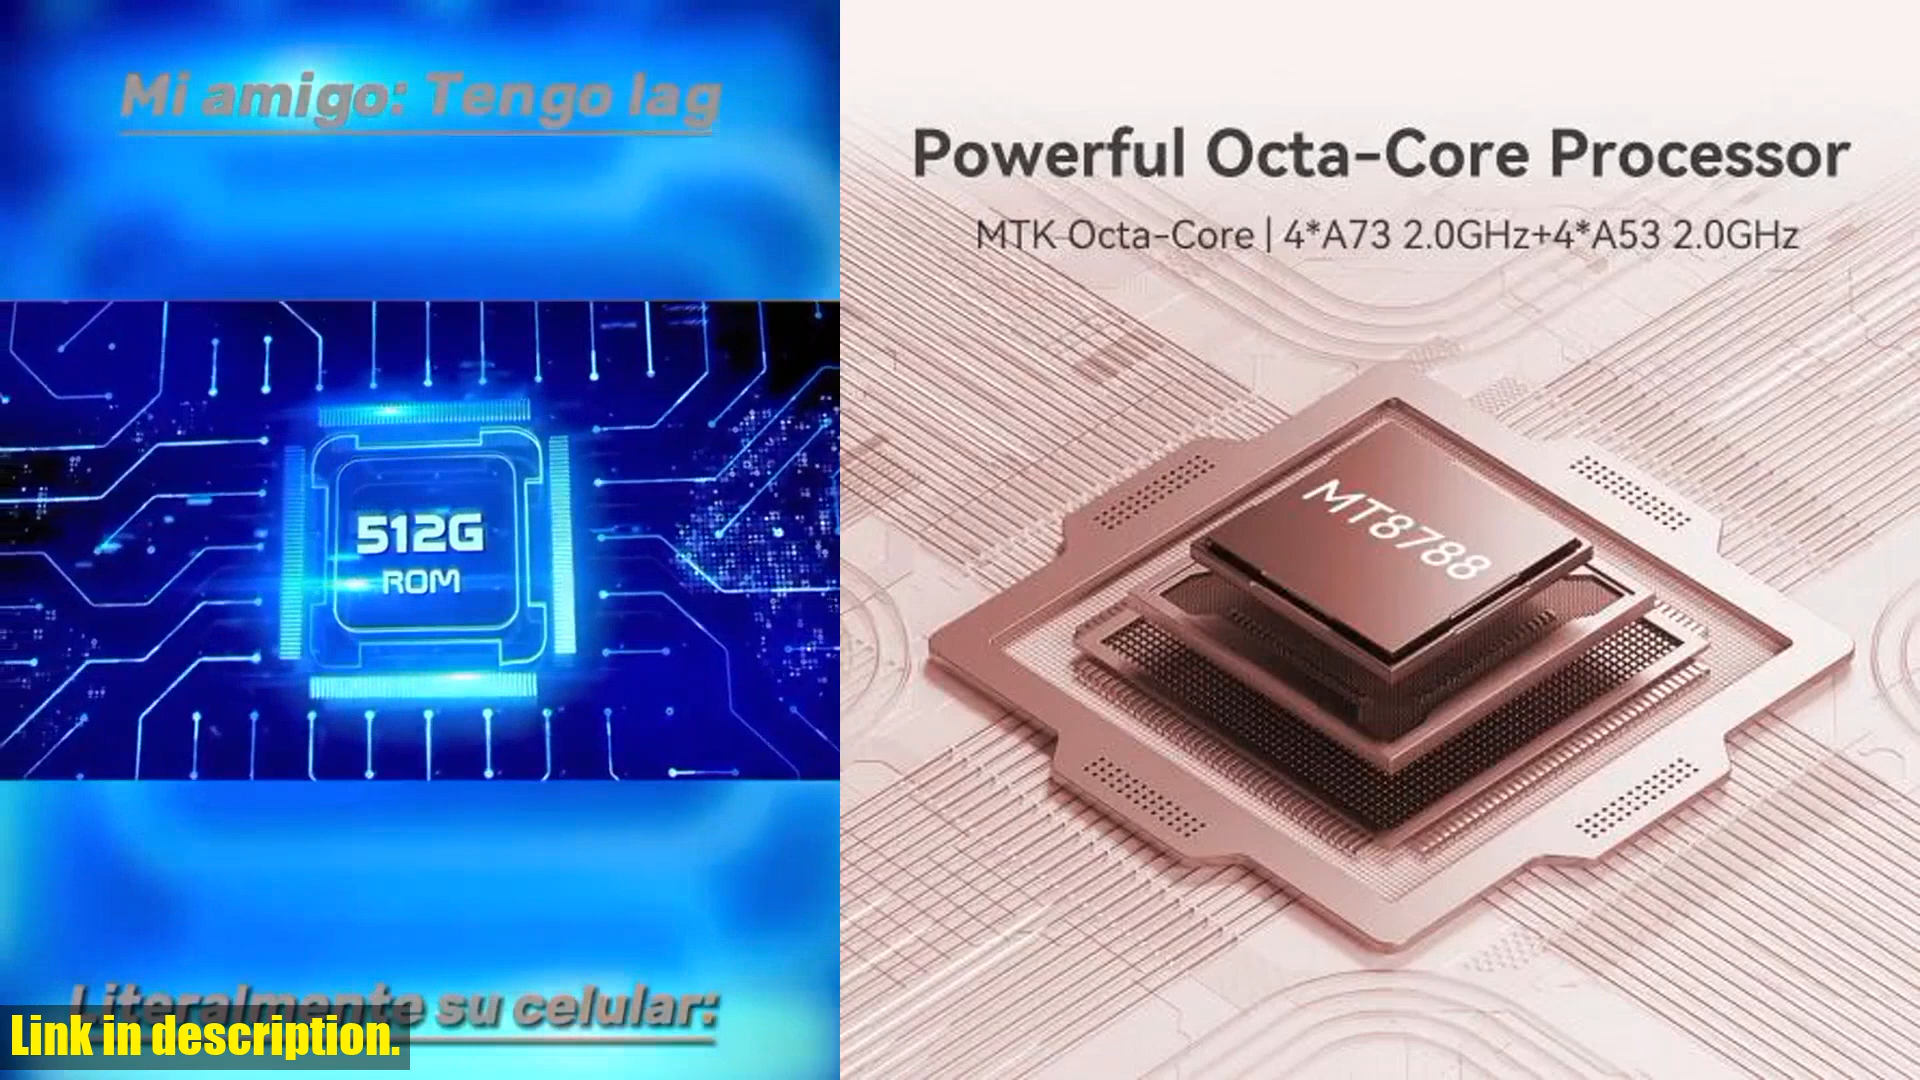 Mi amigo: Tengo lag
512G
ROM
Literalmente su celular:
Link in description.
Powerful Octa-Core Processor
MTK Octa-Core | 4*A73 2.0GHz+4*A53 2.0GHz
MT8788